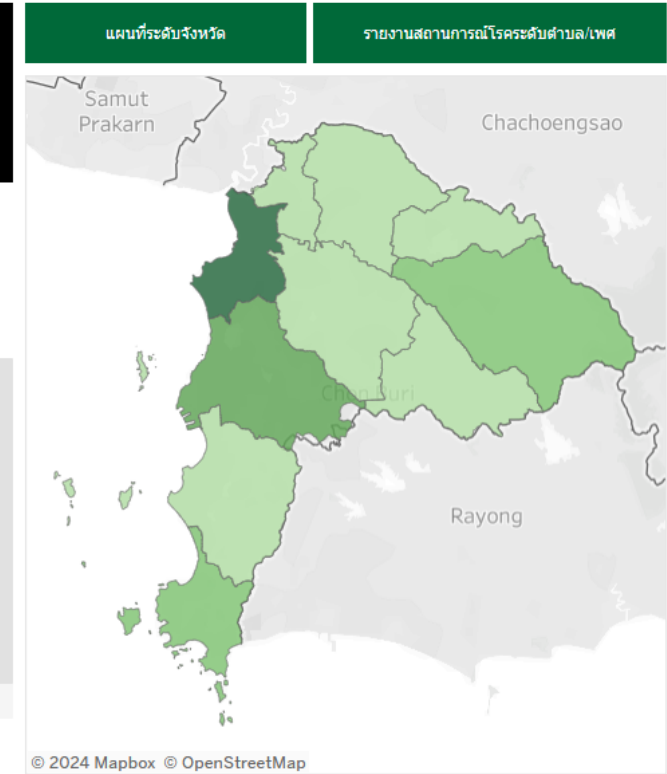 แผนที่ระดับจังหวัด
รายงานสถานการณ์โรคระดับตำบล/เพศ
Samut
Prakarn
Chachoengsao
Chon Buri
Rayong
© 2024 Mapbox © OpenStreetMap